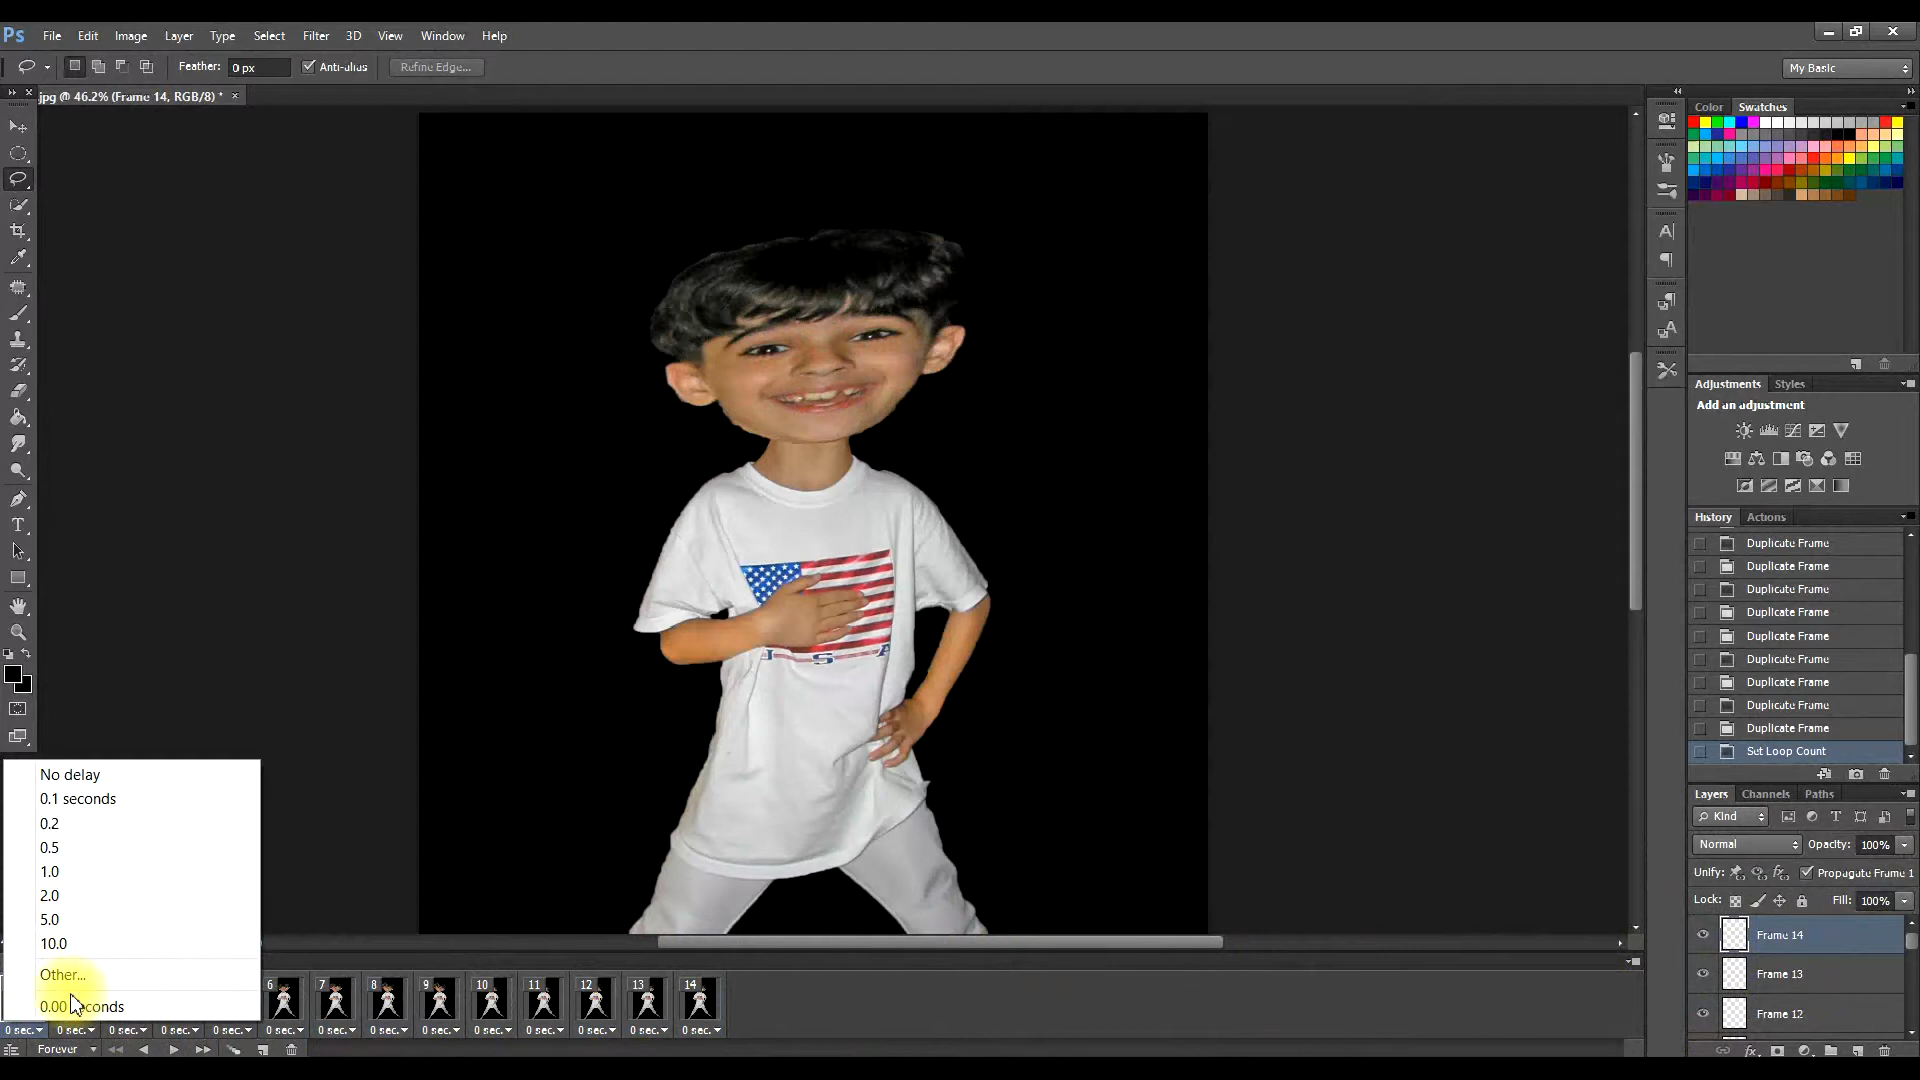 Ps File Edit Image Layer Type Select Filter 3D View Window Help
Feather: 0 px Anti-alias Refine Edge... My Basic
jpg @ 46.2% (Frame 14, RGB/8) * ×
Color Swatches
Adjustments Styles
Add an adjustment
History Actions
Duplicate Frame
Duplicate Frame
Duplicate Frame
Duplicate Frame
Duplicate Frame
Duplicate Frame
Duplicate Frame
Duplicate Frame
Duplicate Frame
Set Loop Count
Layers Channels Paths
Kind
Normal Opacity: 100%
Unify: Propagate Frame 1
Lock: Fill: 100%
Frame 14
Frame 13
Frame 12
S A
No delay
0.1 seconds
0.2
0.5
1.0
2.0
5.0
10.0
Other...
0.00 seconds
6 7 8 9 10 11 12 13 14
0 sec. 0 sec. 0 sec. 0 sec. 0 sec. 0 sec. 0 sec. 0 sec. 0 sec. 0 sec. 0 sec. 0 sec. 0 sec. 0 sec.
Forever